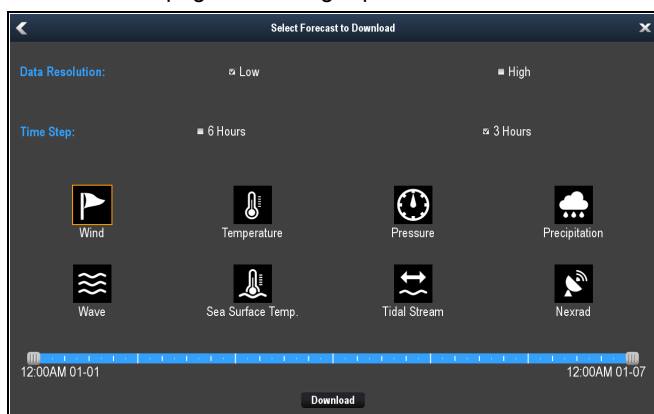 Select Forecast to Download
Data Resolution: Low High
Time Step: 6 Hours 3 Hours
Wind Temperature Pressure Precipitation
Wave Sea Surface Temp. Tidal Stream Nexrad
12:00AM 01-01 12:00AM 01-07
Download